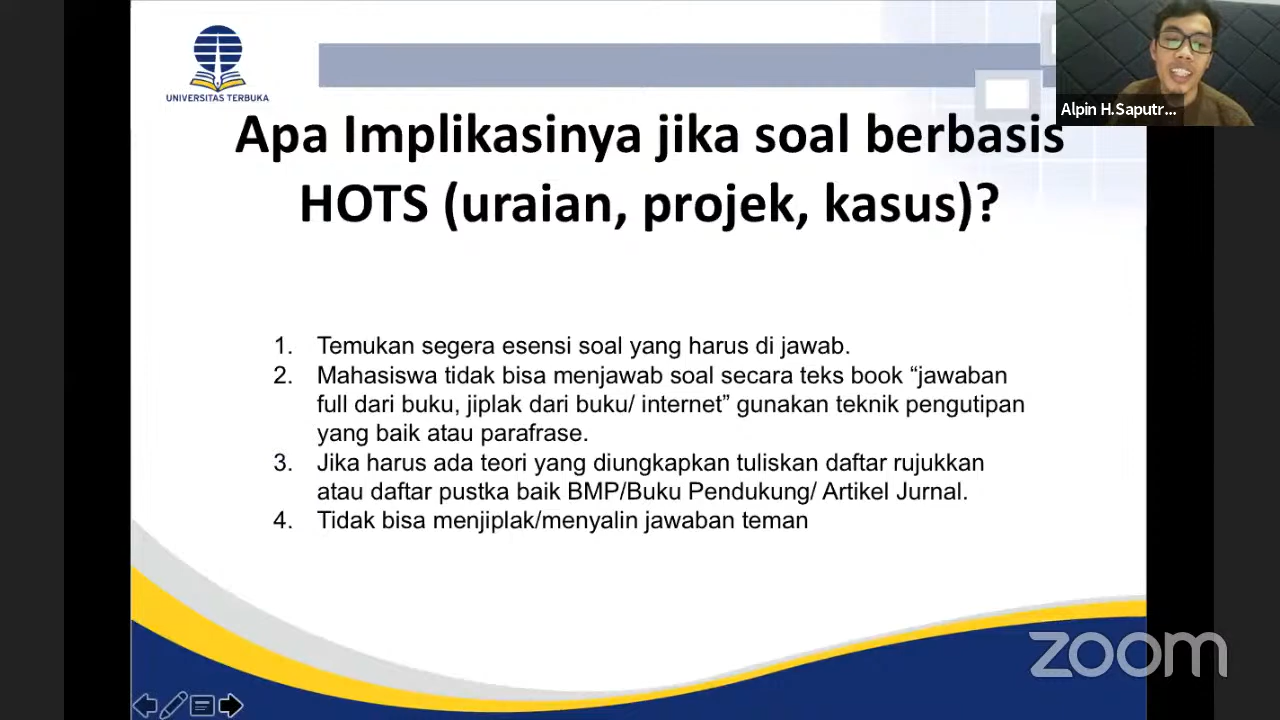 UNIVERSITAS TERBUKA
Alpin H.Saputr...
Apa Implikasinya jika soal berbasis
HOTS (uraian, projek, kasus)?
1. Temukan segera esensi soal yang harus di jawab.
2. Mahasiswa tidak bisa menjawab soal secara teks book “jawaban
full dari buku, jiplak dari buku/ internet” gunakan teknik pengutipan
yang baik atau parafrase.
3. Jika harus ada teori yang diungkapkan tuliskan daftar rujukkan
atau daftar pustka baik BMP/Buku Pendukung/ Artikel Jurnal.
4. Tidak bisa menjiplak/menyalin jawaban teman
zoom